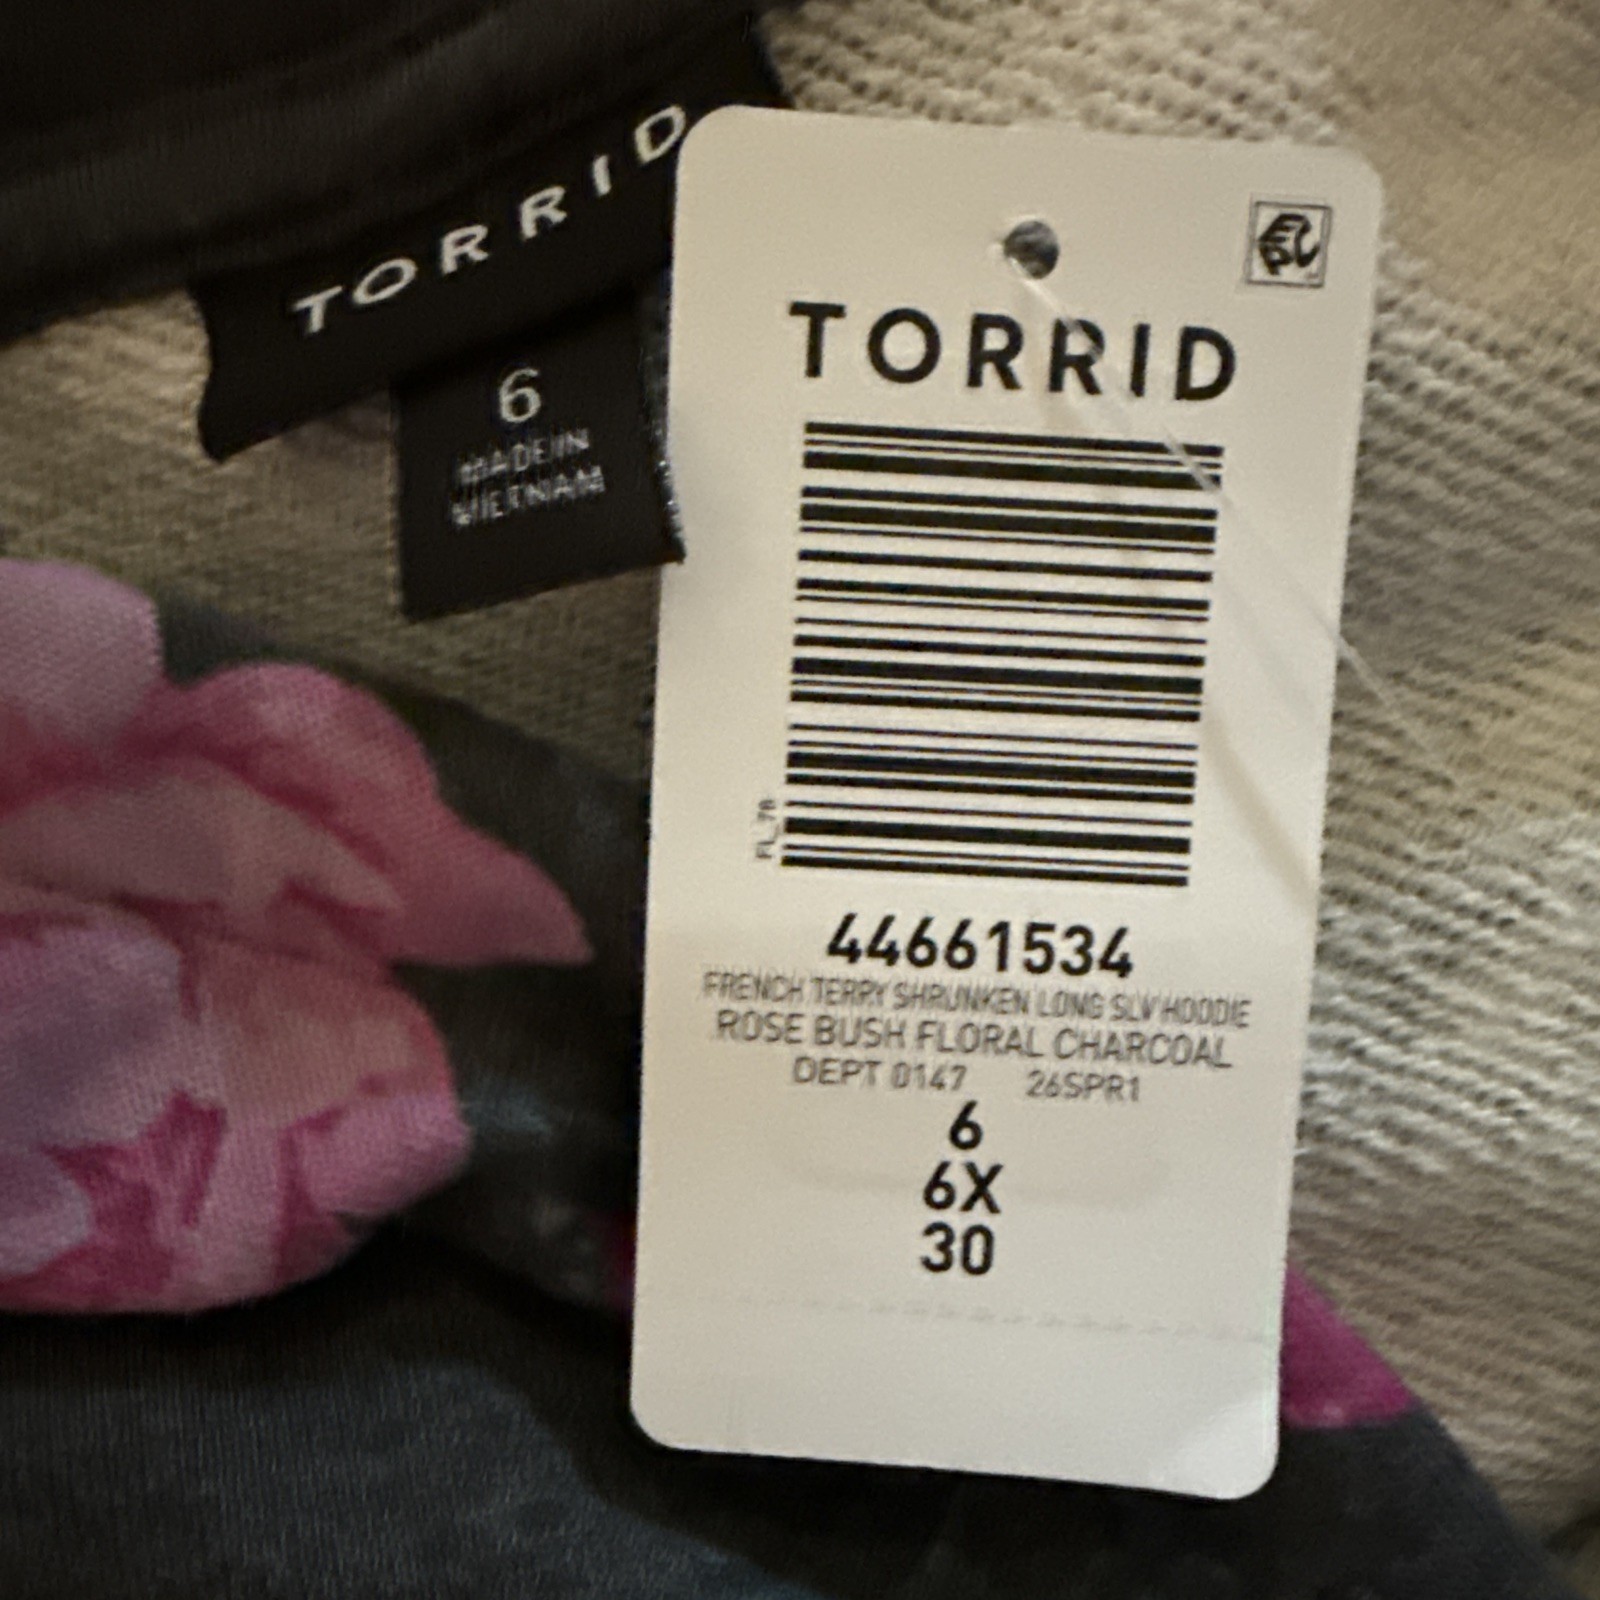 TORRID
6
MADE IN
VIETNAM
TORRID
FL_7A
44661534
FRENCH TERRY SHRUNKEN LONG SLV HOODIE
ROSE BUSH FLORAL CHARCOAL
DEPT 0147 26SPR1
6
6X
30